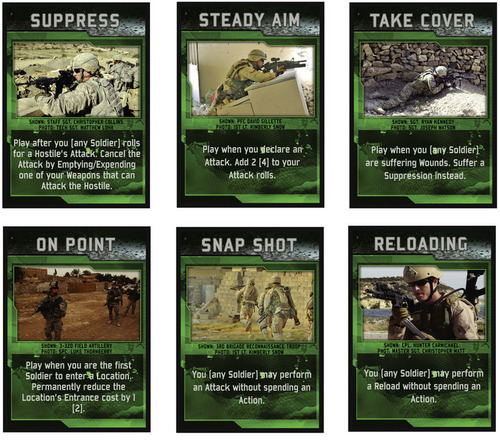 SUPPRESS
SHOWN: STAFF SGT. CHRISTOPHER COLLINS
PHOTO: TECH SGT. MATTHEW
Play after you [any Soldier] rolls
for a Hostile's Attack. Cancel the
Attack by Emptying/Expending
one of your Weapons that can
Attack the Hostile.
STEADY AIM
SHOWN: PFC DAVID GILLETTE
PHOTO: 1ST LT. KIMBERLY SNOW
Play when you declare an
Attack. Add 2 [4] to your
Attack rolls.
TAKE COVER
SHOWN: SGT. RYAN KENNEDY
PHOTO: SGT. JOSEPH WATSON
Play when you [any Soldier]
are suffering Wounds. Suffer a
Suppression instead.
ON POINT
SHOWN: 3-320 FIELD ARTILLERY
PHOTO: SPC. LUKE THORNBERRY
Play when you are the first
Soldier to enter a Location.
Permanently reduce the
Location's Entrance cost by 1
[2].
SNAP SHOT
SHOWN: 3RD BRIGADE RECONNAISSANCE TROOP
PHOTO: 1ST LT. KIMBERLY SNOW
You [any Soldier] may perform
an Attack without spending an
Action.
RELOADING
SHOWN: CPL. HUNTER CARMICHAEL
PHOTO: MASTER SGT. CHRISTOPHER MATT
You [any Soldier] may perform
a Reload without spending an
Action.